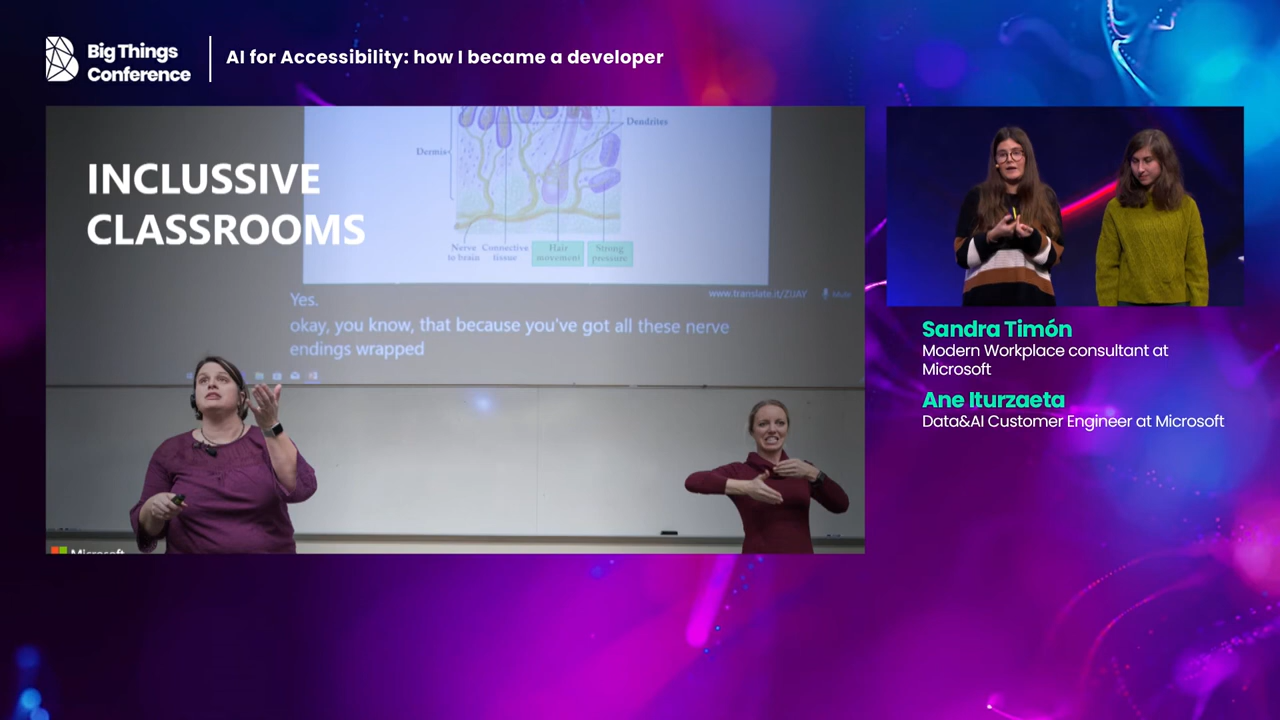 Big Things
Conference
AI for Accessibility: how I became a developer
INCLUSSIVE
CLASSROOMS
Dendrites
Dermis
Nerve
to brain
Connective
tissue
Hair
movement
Strong
pressure
www.translate.it/ZIJAY
Mute
Yes.
okay, you know, that because you've got all these nerve
endings wrapped
Microsoft
Sandra Timón
Modern Workplace consultant at
Microsoft
Ane Iturzaeta
Data&AI Customer Engineer at Microsoft